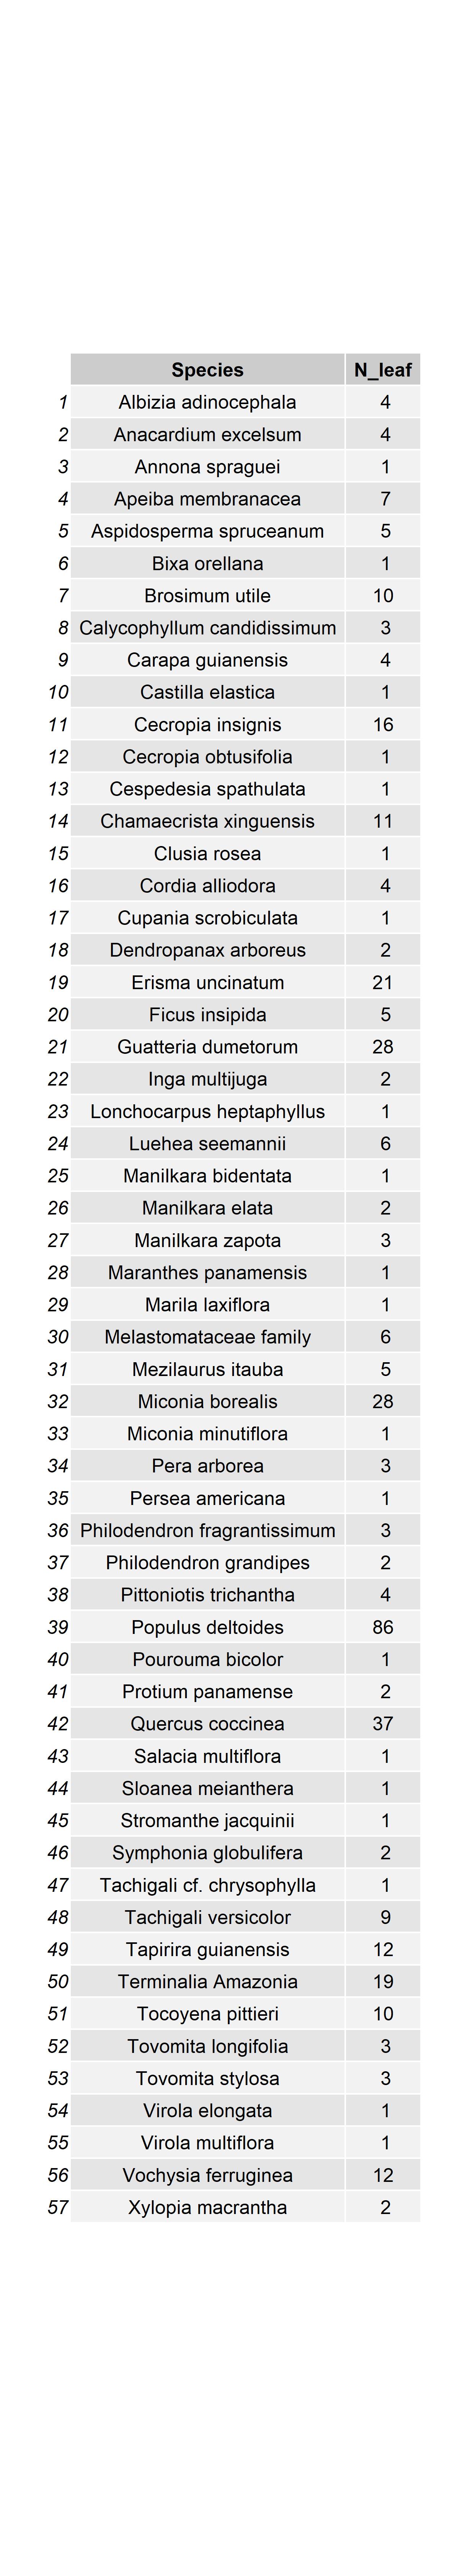 Species N_leaf
1 Albizia adinocephala 4
2 Anacardium excelsum 4
3 Annona spraguei 1
4 Apeiba membranacea 7
5 Aspidosperma spruceanum 5
6 Bixa orellana 1
7 Brosimum utile 10
8 Calycophyllum candidissimum 3
9 Carapa guianensis 4
10 Castilla elastica 1
11 Cecropia insignis 16
12 Cecropia obtusifolia 1
13 Cespedesia spathulata 1
14 Chamaecrista xinguensis 11
15 Clusia rosea 1
16 Cordia alliodora 4
17 Cupania scrobiculata 1
18 Dendropanax arboreus 2
19 Erisma uncinatum 21
20 Ficus insipida 5
21 Guatteria dumetorum 28
22 Inga multijuga 2
23 Lonchocarpus heptaphyllus 1
24 Luehea seemannii 6
25 Manilkara bidentata 1
26 Manilkara elata 2
27 Manilkara zapota 3
28 Maranthes panamensis 1
29 Marila laxiflora 1
30 Melastomataceae family 6
31 Mezilaurus itauba 5
32 Miconia borealis 28
33 Miconia minutiflora 1
34 Pera arborea 3
35 Persea americana 1
36 Philodendron fragrantissimum 3
37 Philodendron grandipes 2
38 Pittoniotis trichantha 4
39 Populus deltoides 86
40 Pourouma bicolor 1
41 Protium panamense 2
42 Quercus coccinea 37
43 Salacia multiflora 1
44 Sloanea meianthera 1
45 Stromanthe jacquinii 1
46 Symphonia globulifera 2
47 Tachigali cf. chrysophylla 1
48 Tachigali versicolor 9
49 Tapirira guianensis 12
50 Terminalia Amazonia 19
51 Tocoyena pittieri 10
52 Tovomita longifolia 3
53 Tovomita stylosa 3
54 Virola elongata 1
55 Virola multiflora 1
56 Vochysia ferruginea 12
57 Xylopia macrantha 2